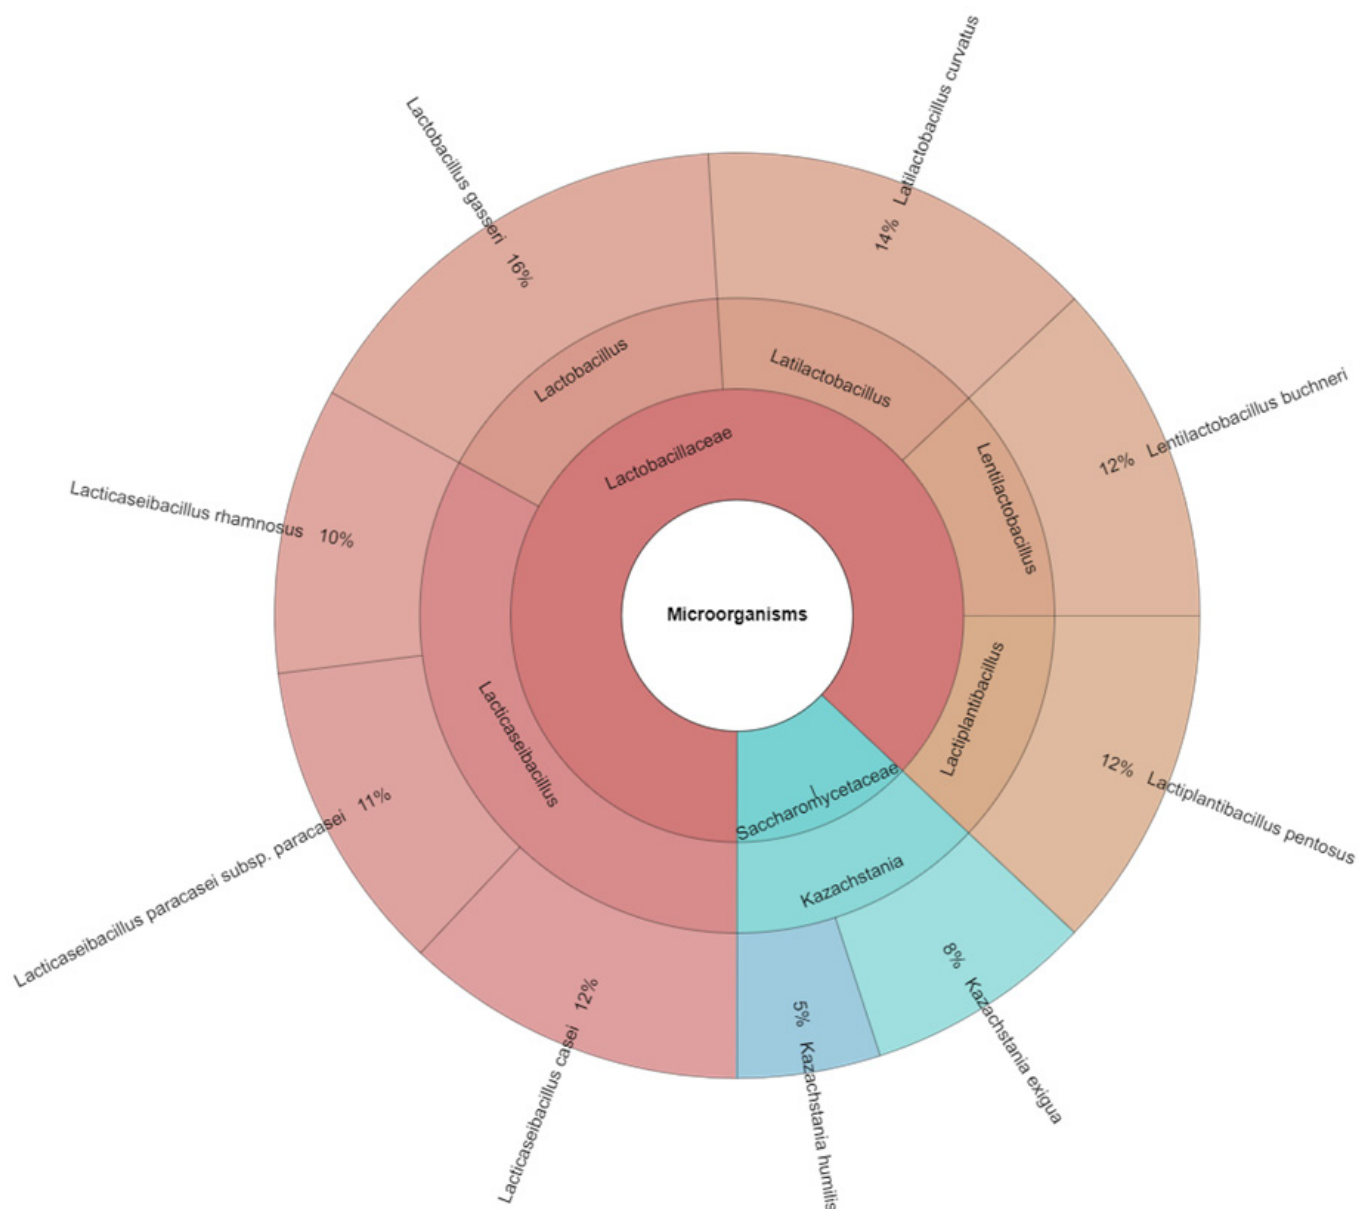 Microorganisms
Lactobacillaceae
Saccharomycetaceae
Lactobacillus
Latilactobacillus
Lentilactobacillus
Lactiplantibacillus
Kazachstania
Lacticaseibacillus
Lactobacillus gasseri 16%
14% Latilactobacillus curvatus
12% Lentilactobacillus buchneri
12% Lactiplantibacillus pentosus
8% Kazachstania exigua
5% Kazachstania humilis
Lacticaseibacillus casei 12%
Lacticaseibacillus paracasei subsp. paracasei 11%
Lacticaseibacillus rhamnosus 10%